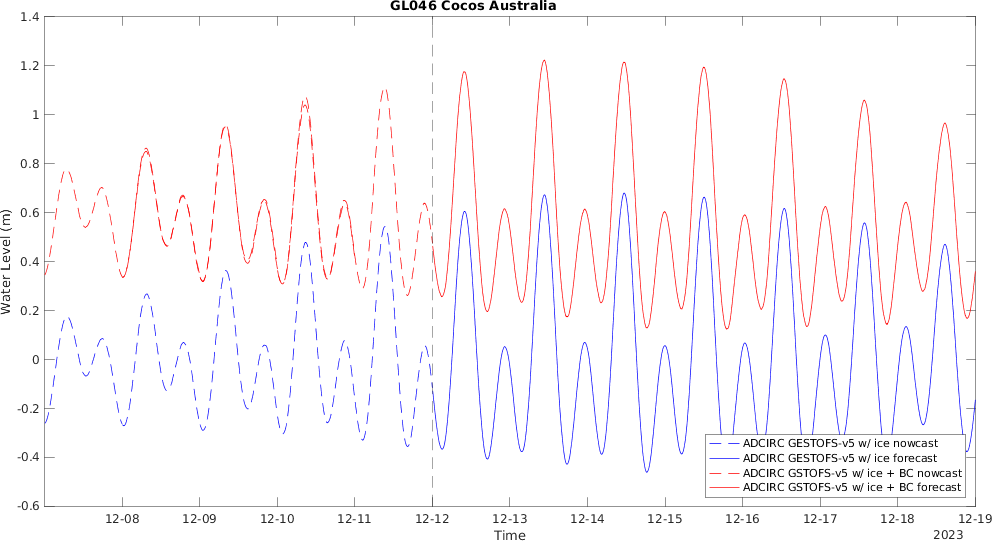 GL046 Cocos Australia
1.4
1.2
1
0.8
0.6
0.4
0.2
0
-0.2
-0.4
-0.6
Water Level (m)
ADCIRC GESTOFS-v5 w/ ice nowcast
ADCIRC GESTOFS-v5 w/ ice forecast
ADCIRC GSTOFS-v5 w/ ice + BC nowcast
ADCIRC GSTOFS-v5 w/ ice + BC forecast
12-08 12-09 12-10 12-11 12-12 12-13 12-14 12-15 12-16 12-17 12-18 12-19
Time
2023